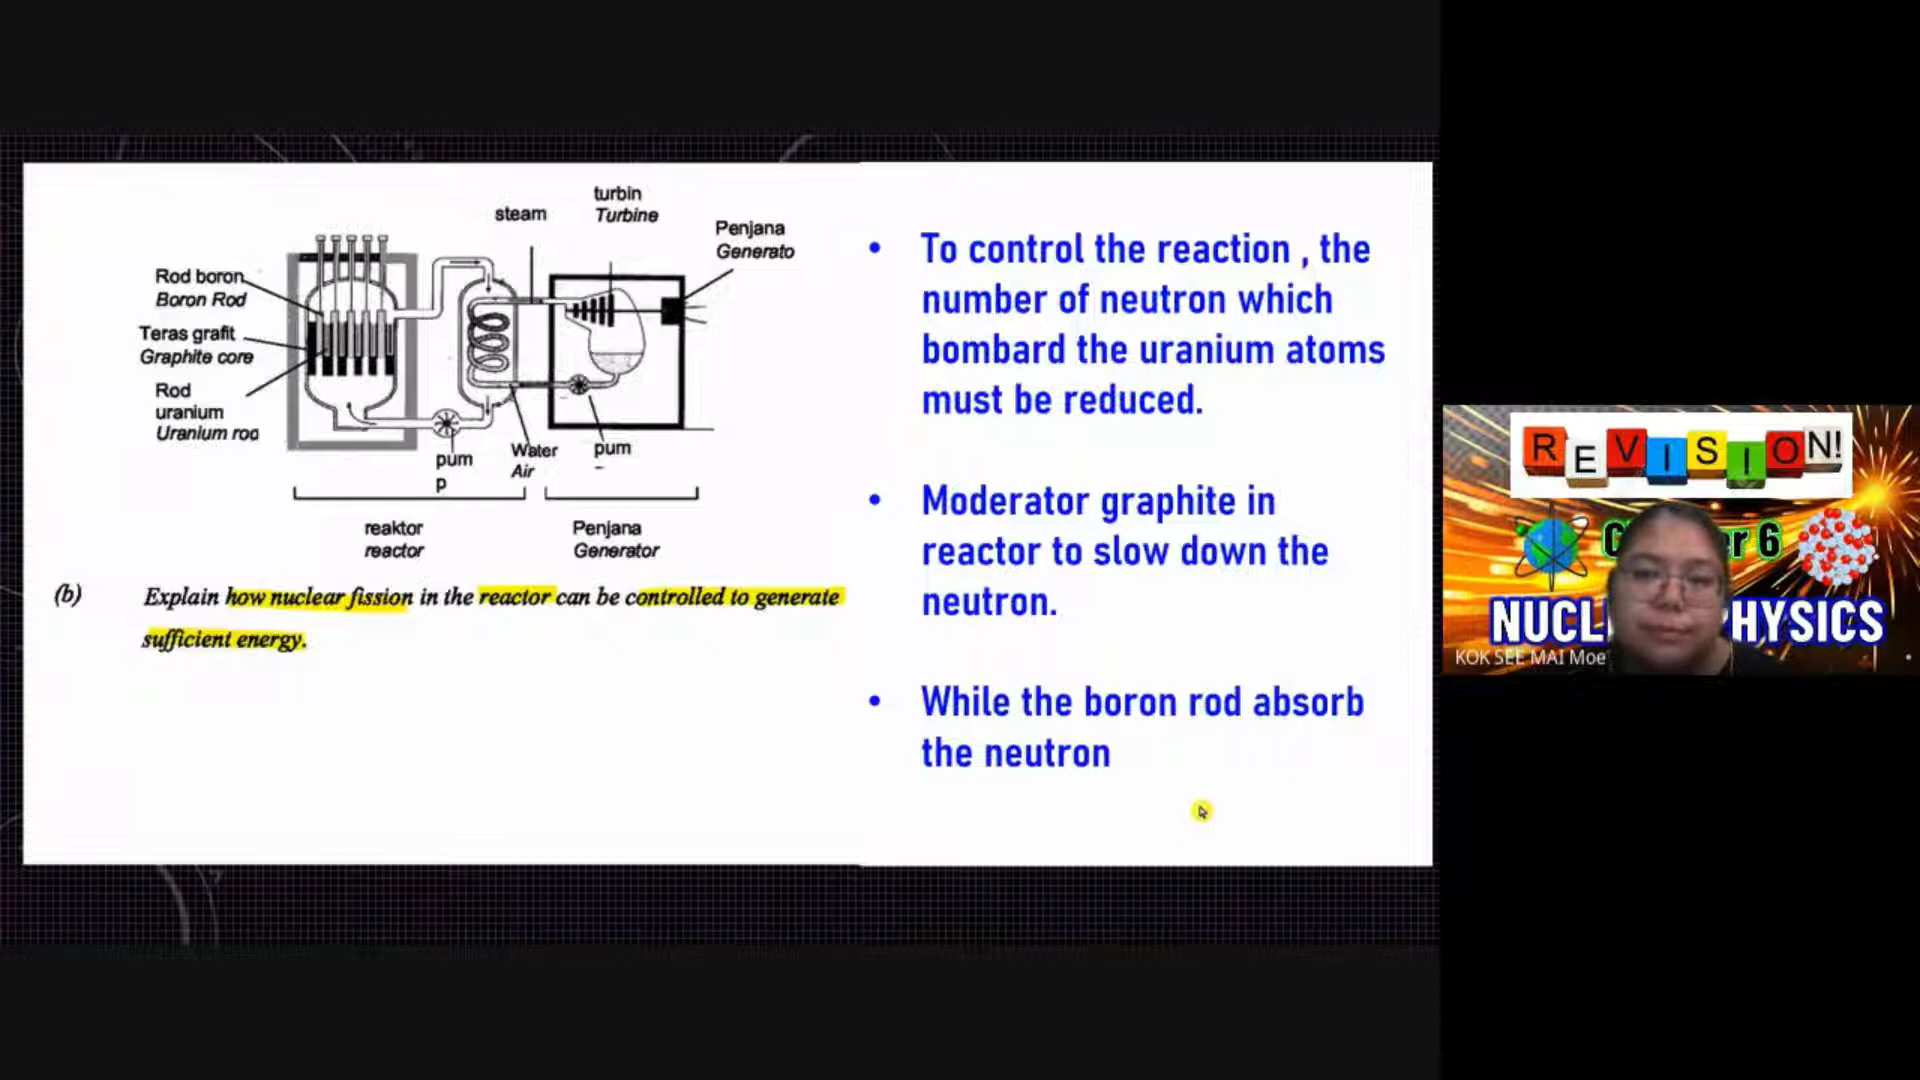 turbin
Turbine
steam
Penjana
Generato
Rod boron
Boron Rod
Teras grafit
Graphite core
Rod
uranium
Uranium rod
pum
p
Water
Air
pum
reaktor
reactor
Penjana
Generator
(b) Explain how nuclear fission in the reactor can be controlled to generate
sufficient energy.
• To control the reaction , the
number of neutron which
bombard the uranium atoms
must be reduced.
• Moderator graphite in
reactor to slow down the
neutron.
• While the boron rod absorb
the neutron
REVISION!
C er 6
NUCL HYSICS
KOK SEE MAI Moe